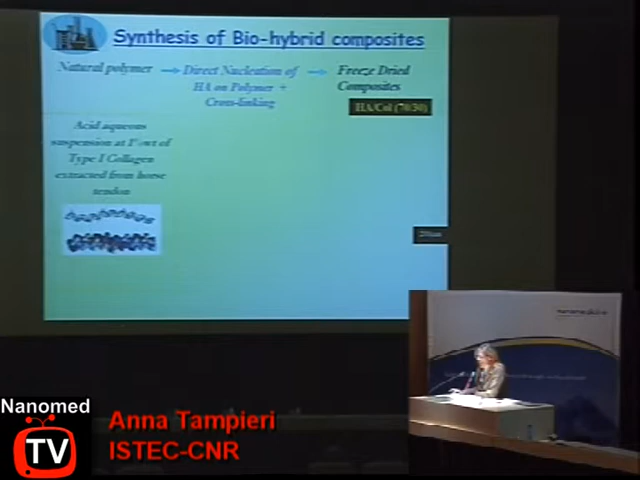 Synthesis of Bio-hybrid composites
Natural polymer
Direct Nucleation of
HA on Polymer +
Cross-linking
Freeze Dried
Composites
HA/Col (70/30)
Acid aqueous
suspension at 1%wt of
Type I Collagen
extracted from horse
tendon
Nanomed
TV
Anna Tampieri
ISTEC-CNR